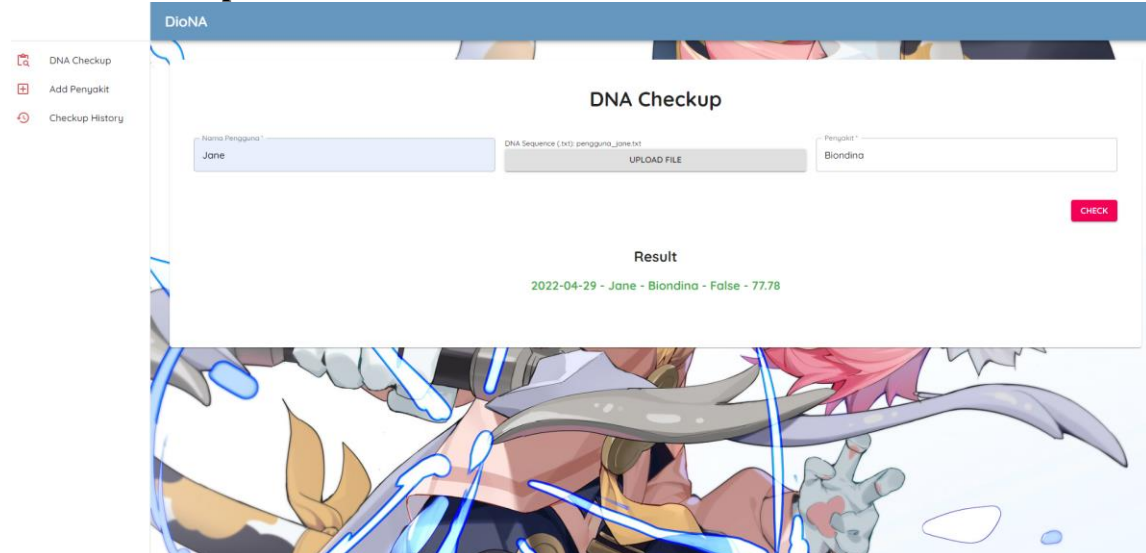 DioNA
DNA Checkup
Add Penyakit
Checkup History
DNA Checkup
Nama Pengguna *
Jane
DNA Sequence (.txt): pengguna_jane.txt
UPLOAD FILE
Penyakit *
Biondina
CHECK
Result
2022-04-29 - Jane - Biondina - False - 77.78